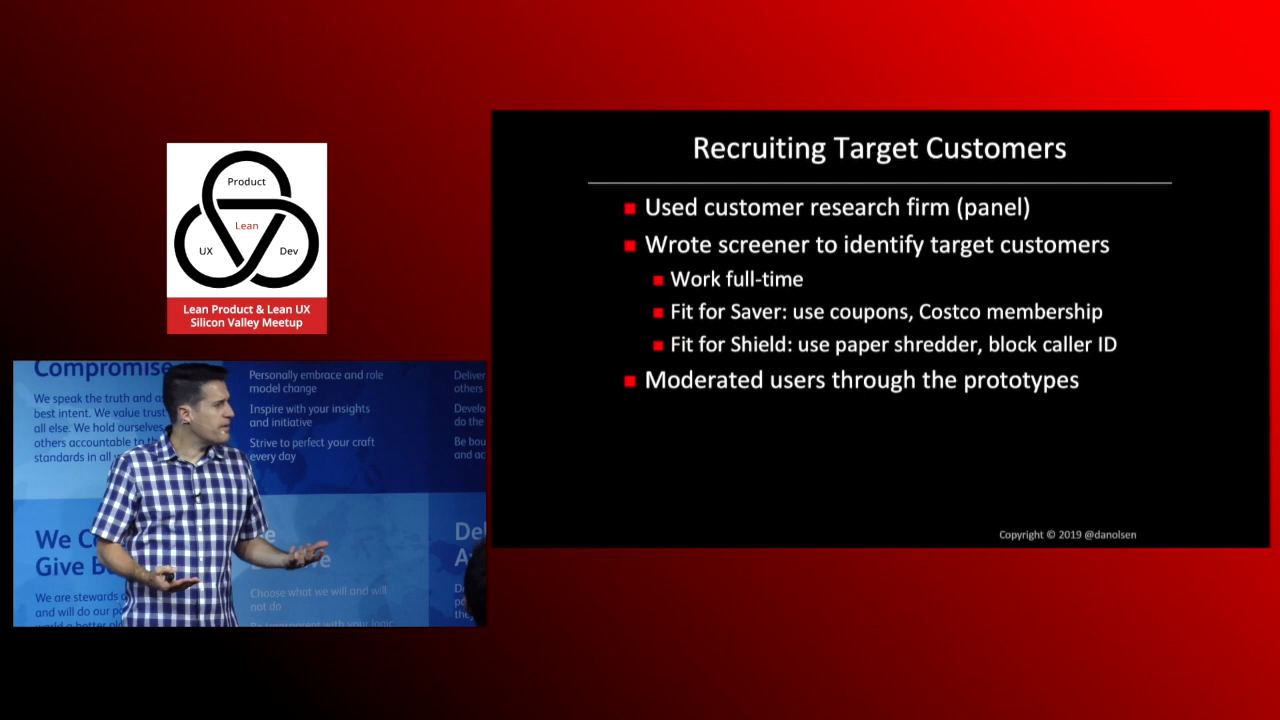 Product
Lean
UX
Dev
Lean Product & Lean UX
Silicon Valley Meetup
Recruiting Target Customers
Used customer research firm (panel)
Wrote screener to identify target customers
Work full-time
Fit for Saver: use coupons, Costco membership
Fit for Shield: use paper shredder, block caller ID
Moderated users through the prototypes
Copyright © 2019 @danolsen
Compromise
We speak the truth and
best intent. We value trust
all else. We hold ourselves
others accountable to
standards in all
Personally embrace and role
model change
Inspire with your insights
and initiative
Strive to perfect your craft
every day
Deliver
others
do the
We
Give
We are stewards
and will do our
Choose what we will and will
not do
Be transparent with your logic